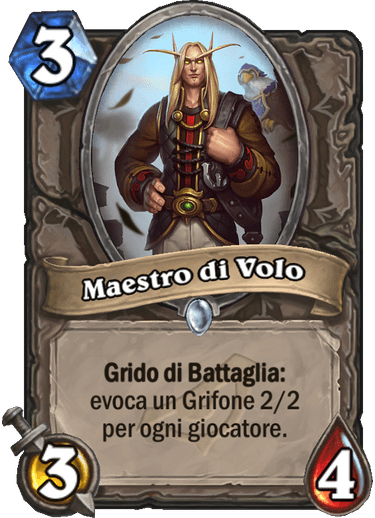 3
Maestro di Volo
Grido di Battaglia:
evoca un Grifone 2/2
per ogni giocatore.
3
4